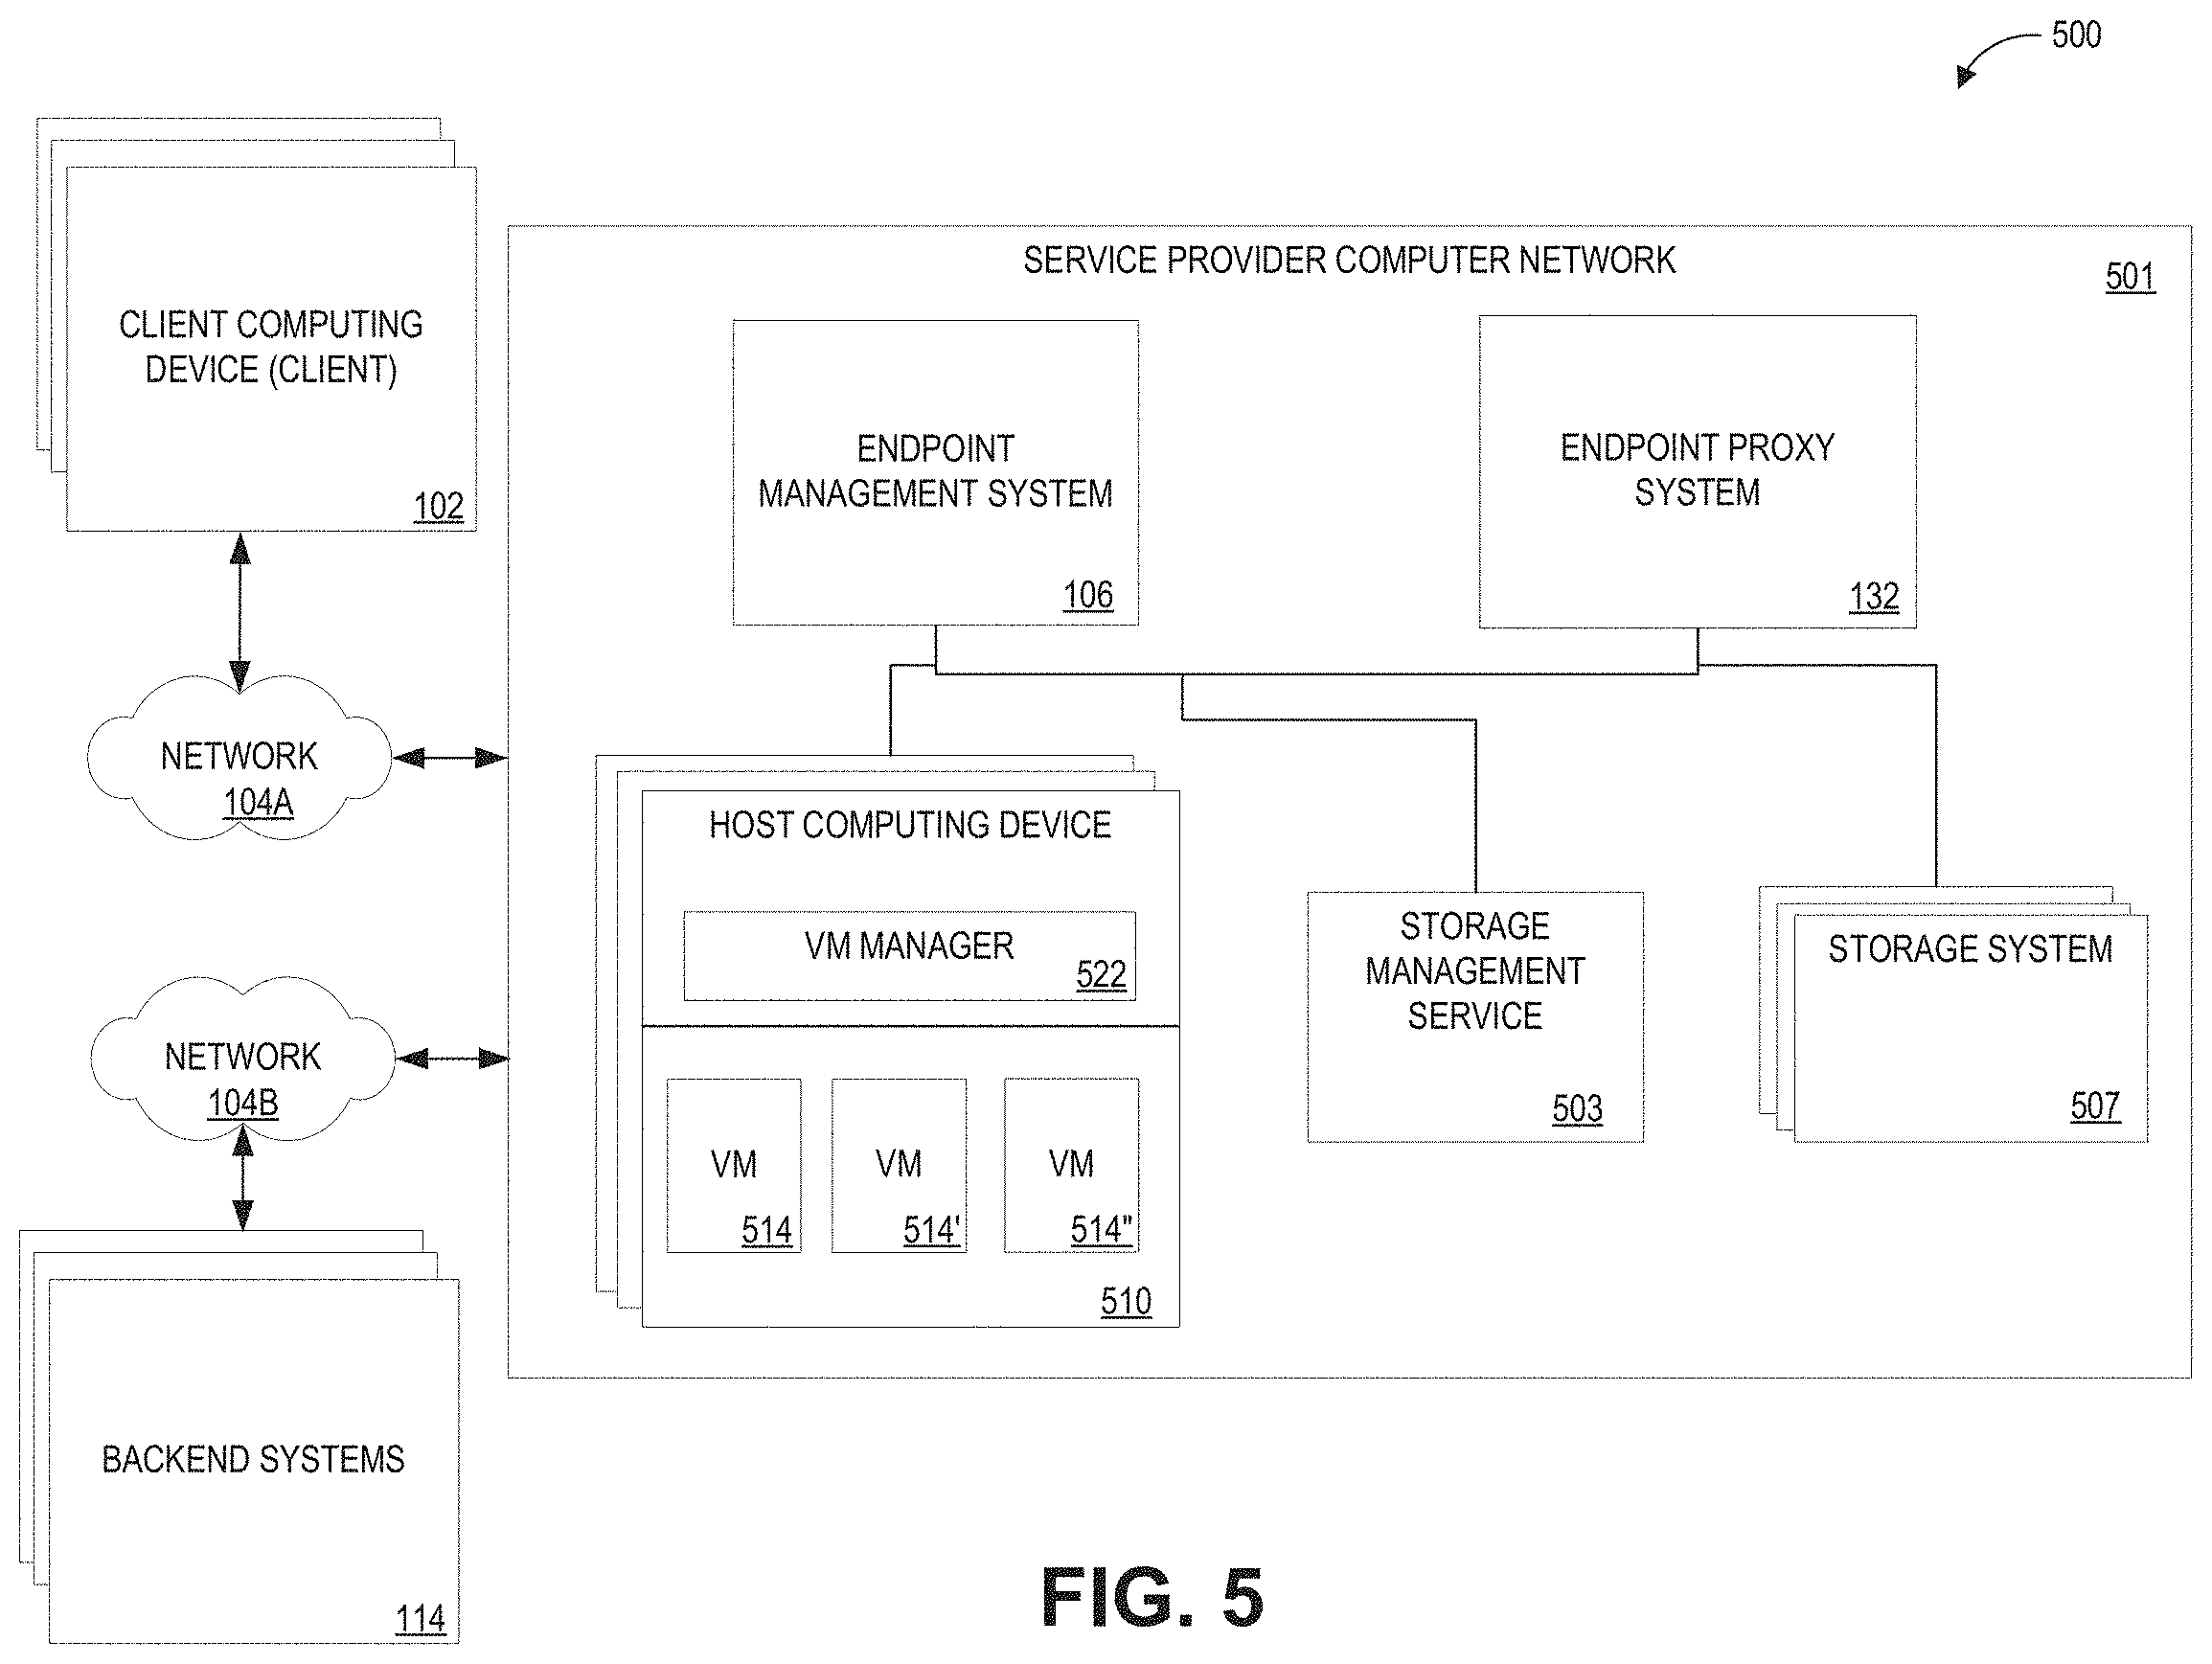 500
CLIENT COMPUTING
DEVICE (CLIENT)
102
NETWORK
104A
NETWORK
104B
BACKEND SYSTEMS
114
SERVICE PROVIDER COMPUTER NETWORK
501
ENDPOINT
MANAGEMENT SYSTEM
106
ENDPOINT PROXY
SYSTEM
132
HOST COMPUTING DEVICE
VM MANAGER
522
VM
514
VM
514'
VM
514"
510
STORAGE
MANAGEMENT
SERVICE
503
STORAGE SYSTEM
507
FIG. 5